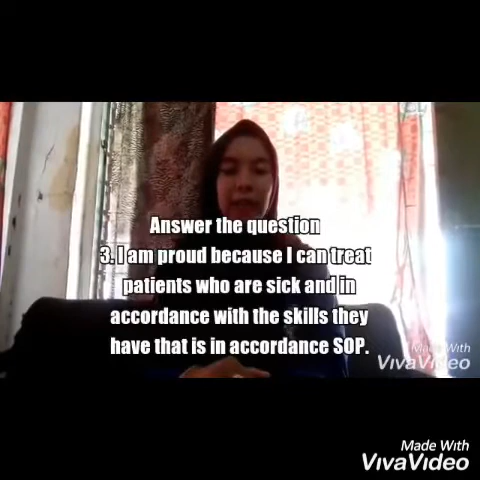 Answer the question
3. I am proud because I can treat
patients who are sick and in
accordance with the skills they
have that is in accordance SOP.
Made With
VivaVideo
Made With
VivaVideo